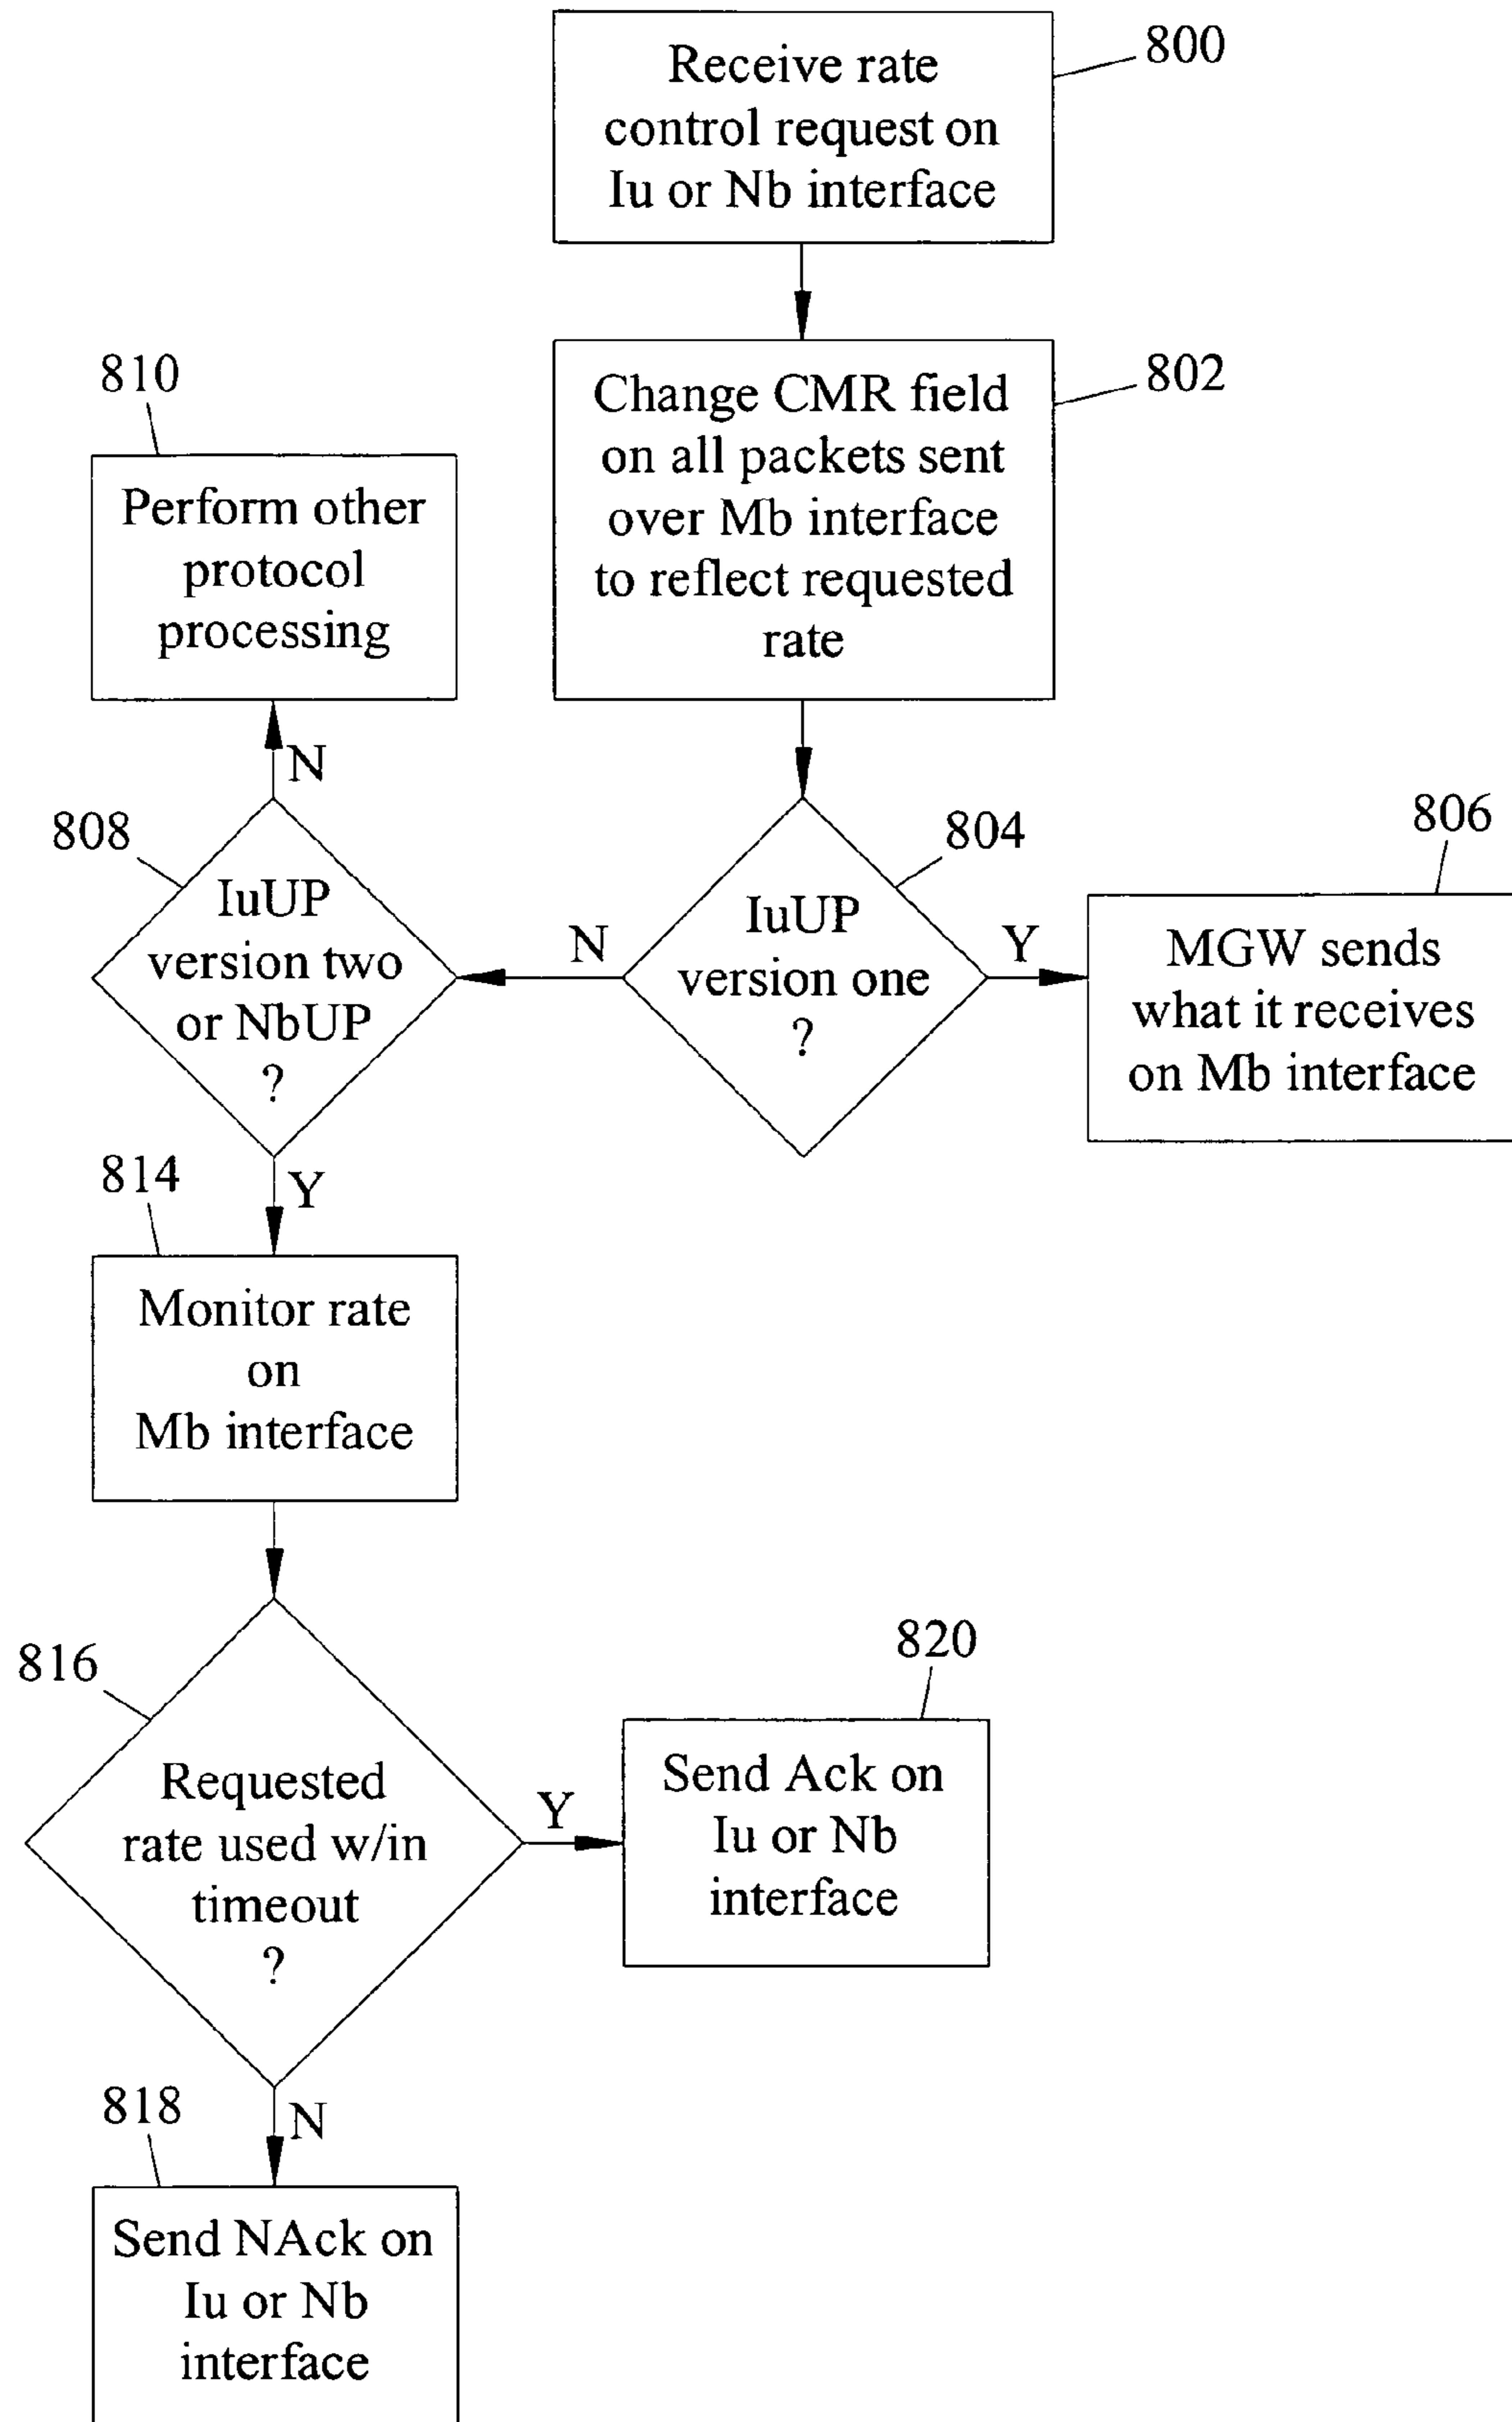 Receive rate
control request on
Iu or Nb interface
800
Change CMR field
on all packets sent
over Mb interface
to reflect requested
rate
802
810
Perform other
protocol
processing
N
808
IuUP
version two
or NbUP
?
N
804
IuUP
version one
?
Y
806
MGW sends
what it receives
on Mb interface
Y
814
Monitor rate
on
Mb interface
816
Requested
rate used w/in
timeout
?
Y
820
Send Ack on
Iu or Nb
interface
N
818
Send NAck on
Iu or Nb
interface